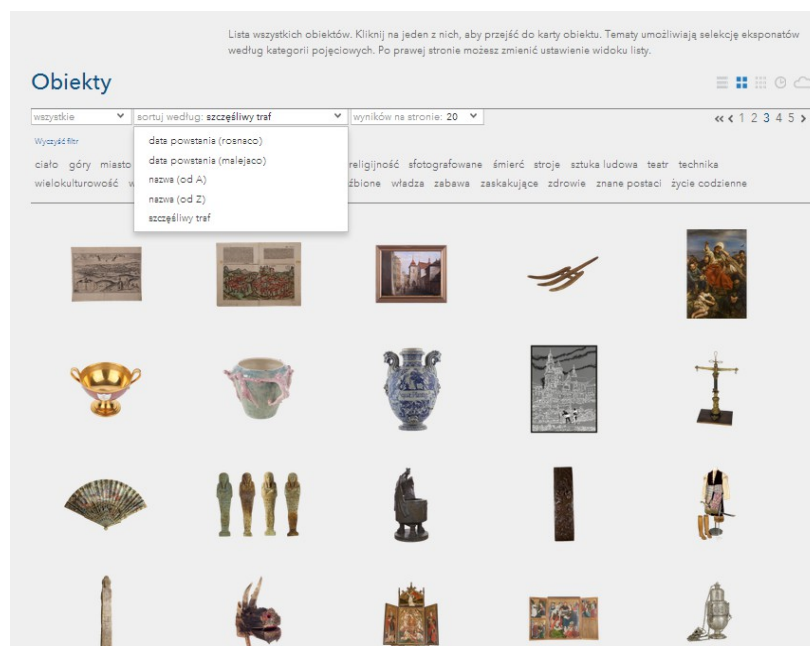 Lista wszystkich obiektów. Kliknij na jeden z nich, aby przejść do karty obiektu. Tematy umożliwiają selekcję eksponatów
według kategorii pojęciowych. Po prawej stronie możesz zmienić ustawienie widoku listy.
Obiekty
wszystkie sortuj według: szczęśliwy traf wyników na stronie: 20 « ‹ 1 2 3 4 5 ›
Wyczyść filtr
data powstania (rosnaco)
data powstania (malejaco)
nazwa (od A)
nazwa (od Z)
szczęśliwy traf
ciało góry miasto religijność sfotografowane śmierć stroje sztuka ludowa teatr technika
wielokulturowość władza zabawa zaskakujące zdrowie znane postaci życie codzienne